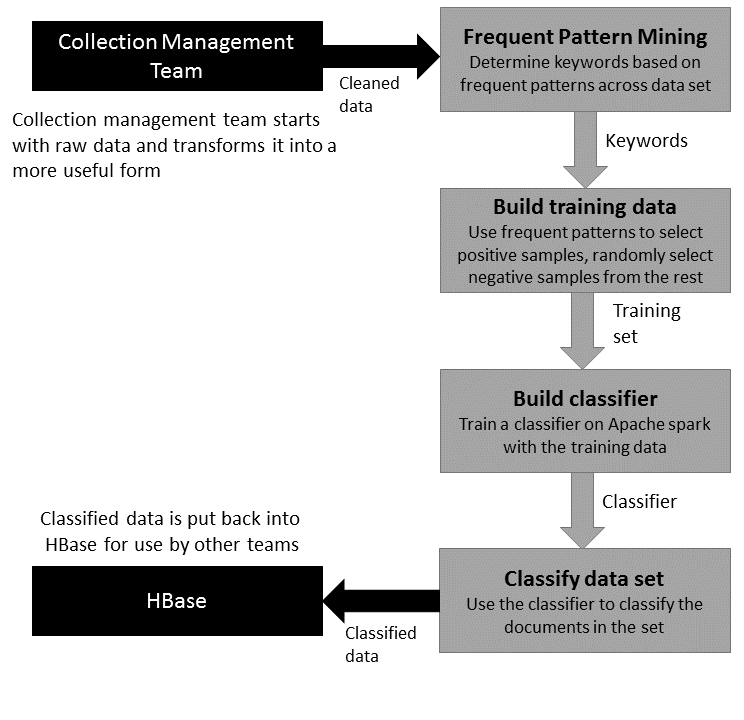 Collection Management
Team
Cleaned
data
Collection management team starts
with raw data and transforms it into a
more useful form
Frequent Pattern Mining
Determine keywords based on
frequent patterns across data set
Keywords
Build training data
Use frequent patterns to select
positive samples, randomly select
negative samples from the rest
Training
set
Build classifier
Train a classifier on Apache spark
with the training data
Classifier
Classify data set
Use the classifier to classify the
documents in the set
Classified
data
Classified data is put back into
HBase for use by other teams
HBase